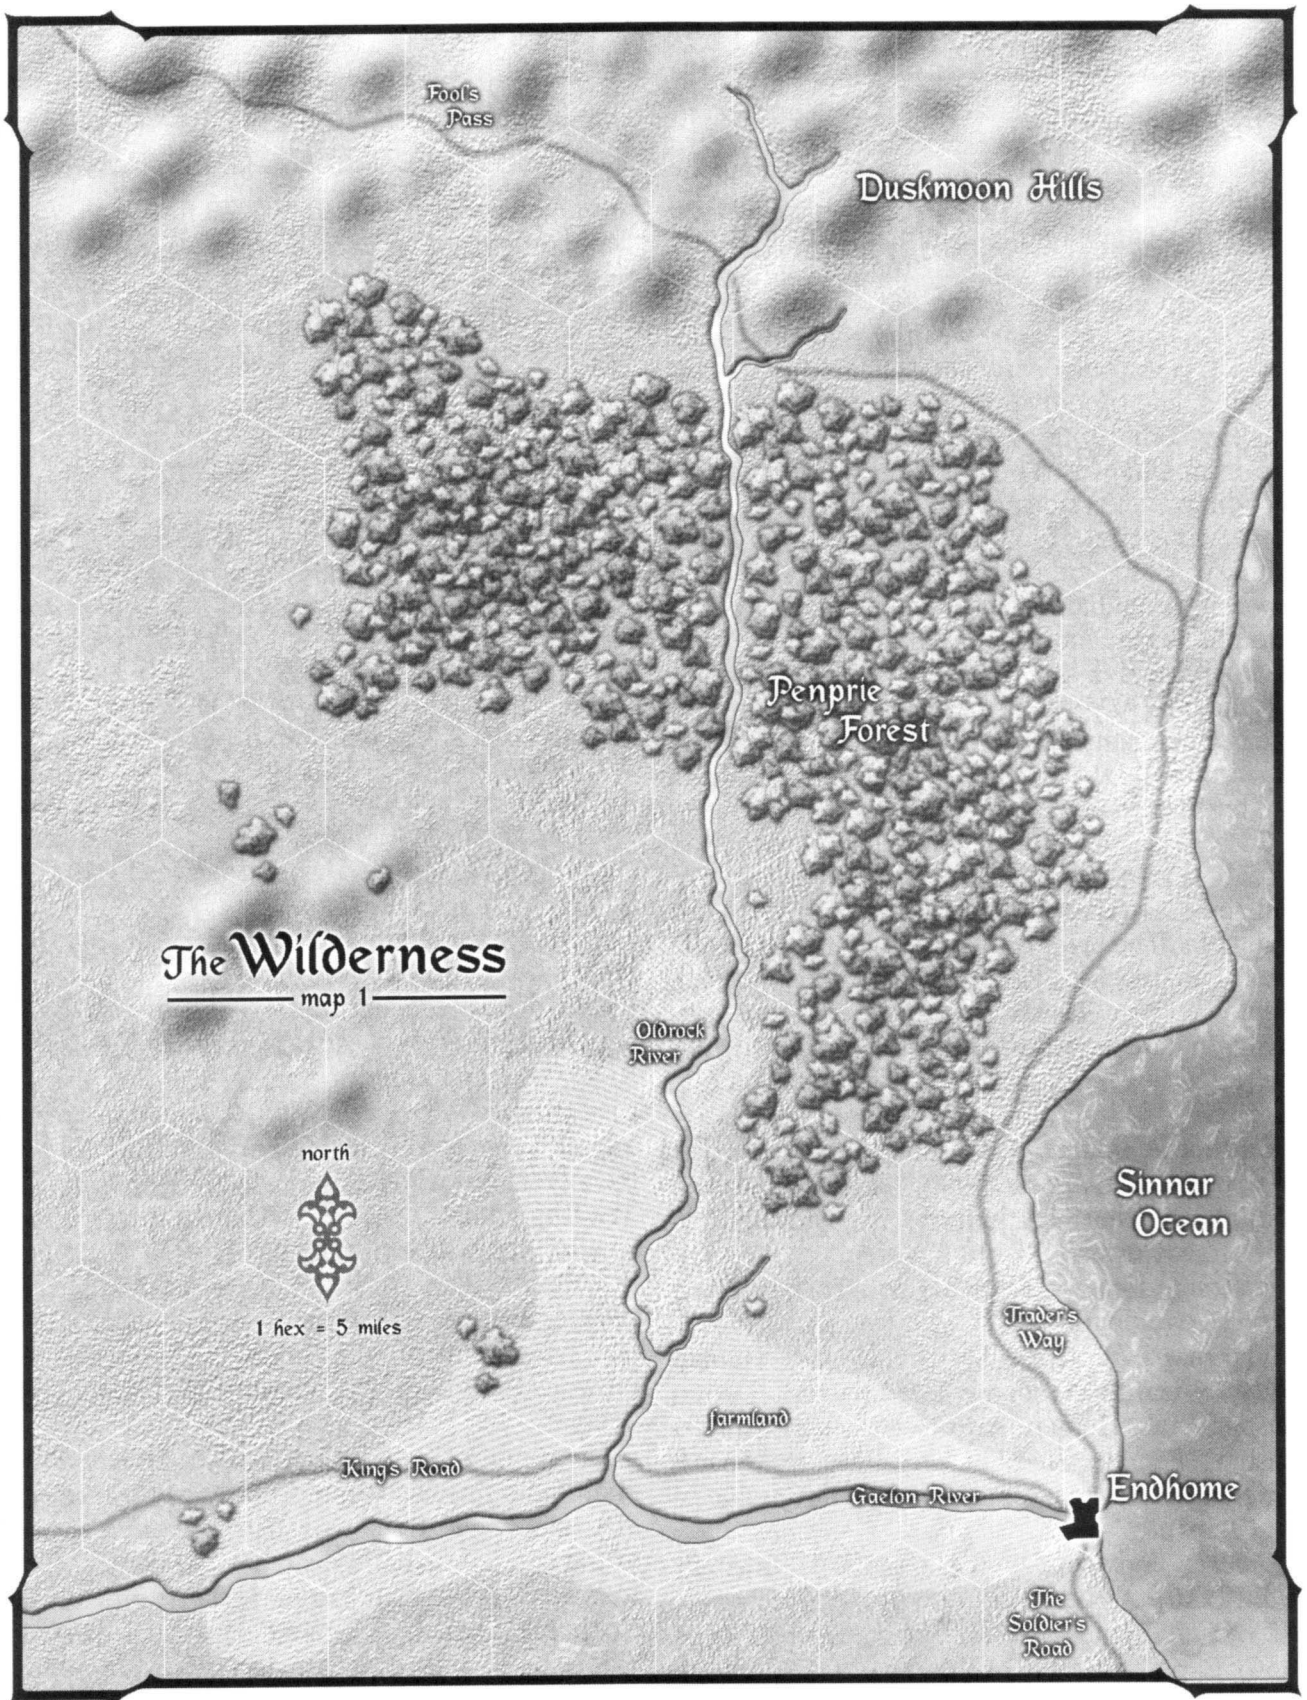 Fool's
Pass
Duskmoon Hills
Penprie
Forest
The Wilderness
map 1
Oldrock
River
north
Sinnar
Ocean
1 hex = 5 miles
Trader's
Way
farmland
King's Road
Gaelon River
Endhome
The
Soldier's
Road